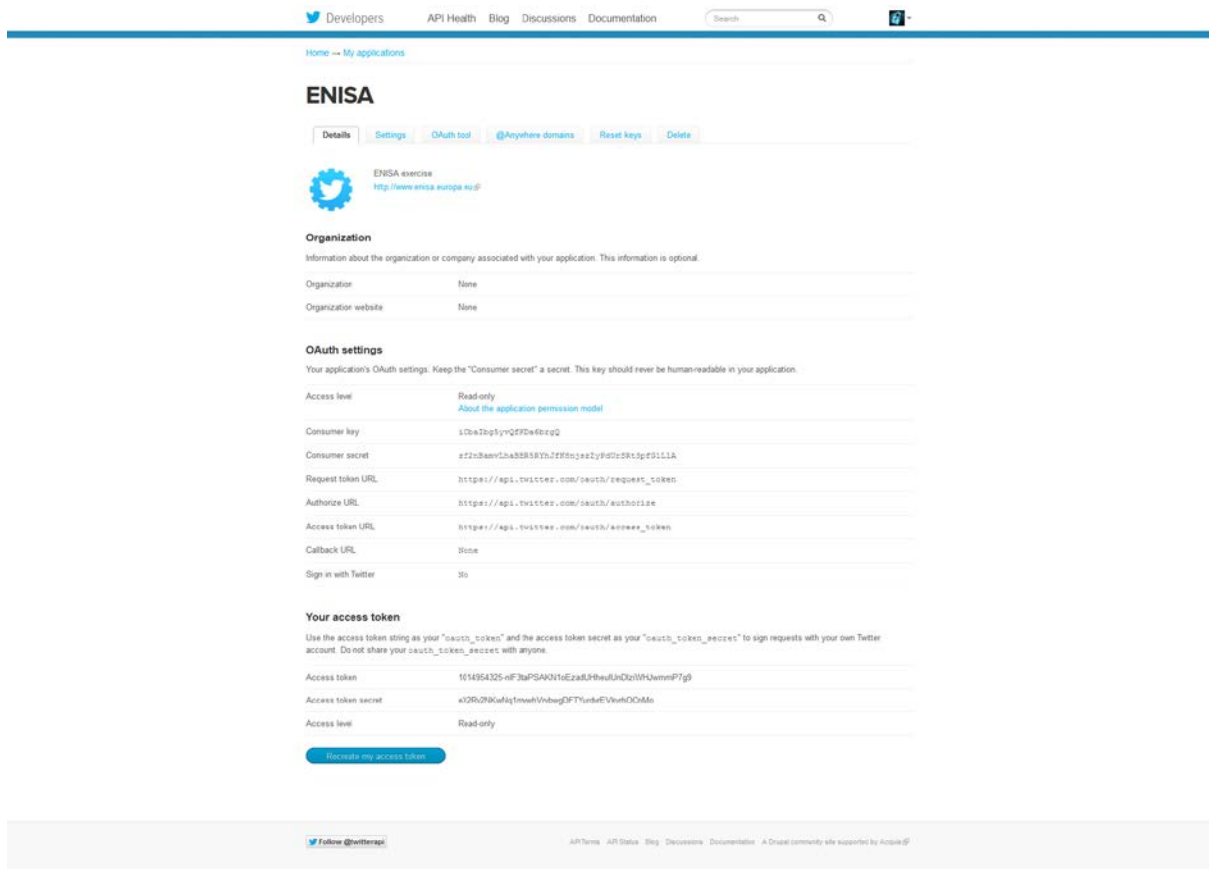 Developers API Health Blog Discussions Documentation Search
Home → My applications
ENISA
Details Settings OAuth tool @Anywhere domains Reset keys Delete
ENISA exercise
http://www.enisa.europa.eu
Organization
Information about the organization or company associated with your application. This information is optional.
Organization None
Organization website None
OAuth settings
Your application's OAuth settings. Keep the "Consumer secret" a secret. This key should never be human-readable in your application.
Access level Read-only
About the application permission model
Consumer key
Consumer secret
Request token URL https://api.twitter.com/oauth/request_token
Authorize URL https://api.twitter.com/oauth/authorize
Access token URL https://api.twitter.com/oauth/access_token
Callback URL None
Sign in with Twitter No
Your access token
Use the access token string as your "oauth_token" and the access token secret as your "oauth_token_secret" to sign requests with your own Twitter
account. Do not share your oauth_token_secret with anyone.
Access token
Access token secret
Access level Read-only
Recreate my access token
Follow @twitterapi
API Terms API Status Blog Discussions Documentation A Drupal community site supported by Acquia